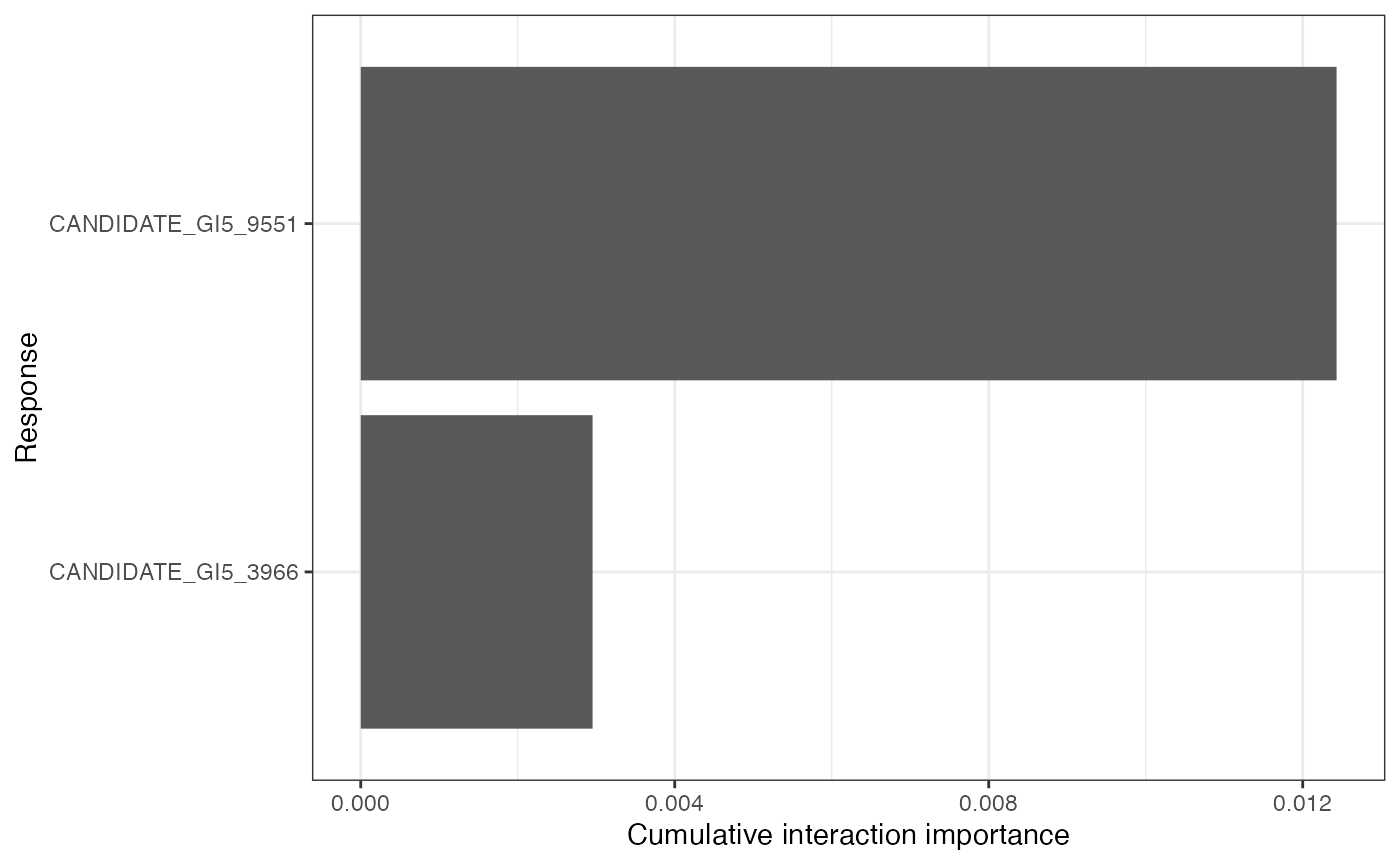 CANDIDATE_GI5_9551
Response
CANDIDATE_GI5_3966
0.000 0.004 0.008 0.012
Cumulative interaction importance